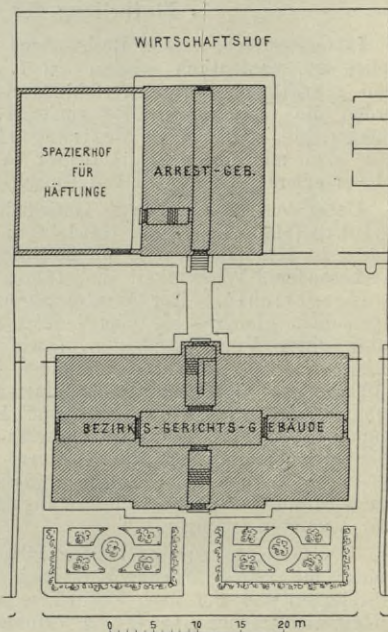 WIRTSCHAFTSHOF
SPAZIERHOF
FÜR
HÄFTLINGE
ARREST-GEB.
BEZIRKS-GERICHTS-GEBÄUDE
0 5 10 15 20 m